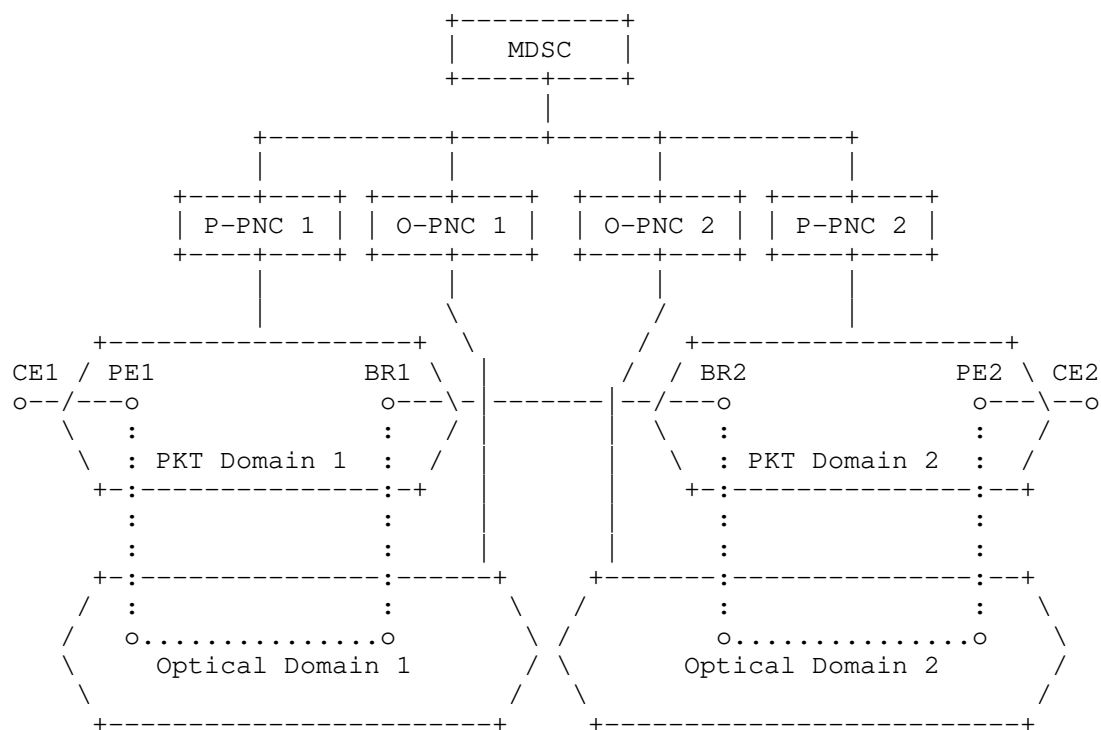 MDSC
P-PNC 1 O-PNC 1 O-PNC 2 P-PNC 2
CE1 PE1 BR1 BR2 PE2 CE2
PKT Domain 1 PKT Domain 2
Optical Domain 1 Optical Domain 2